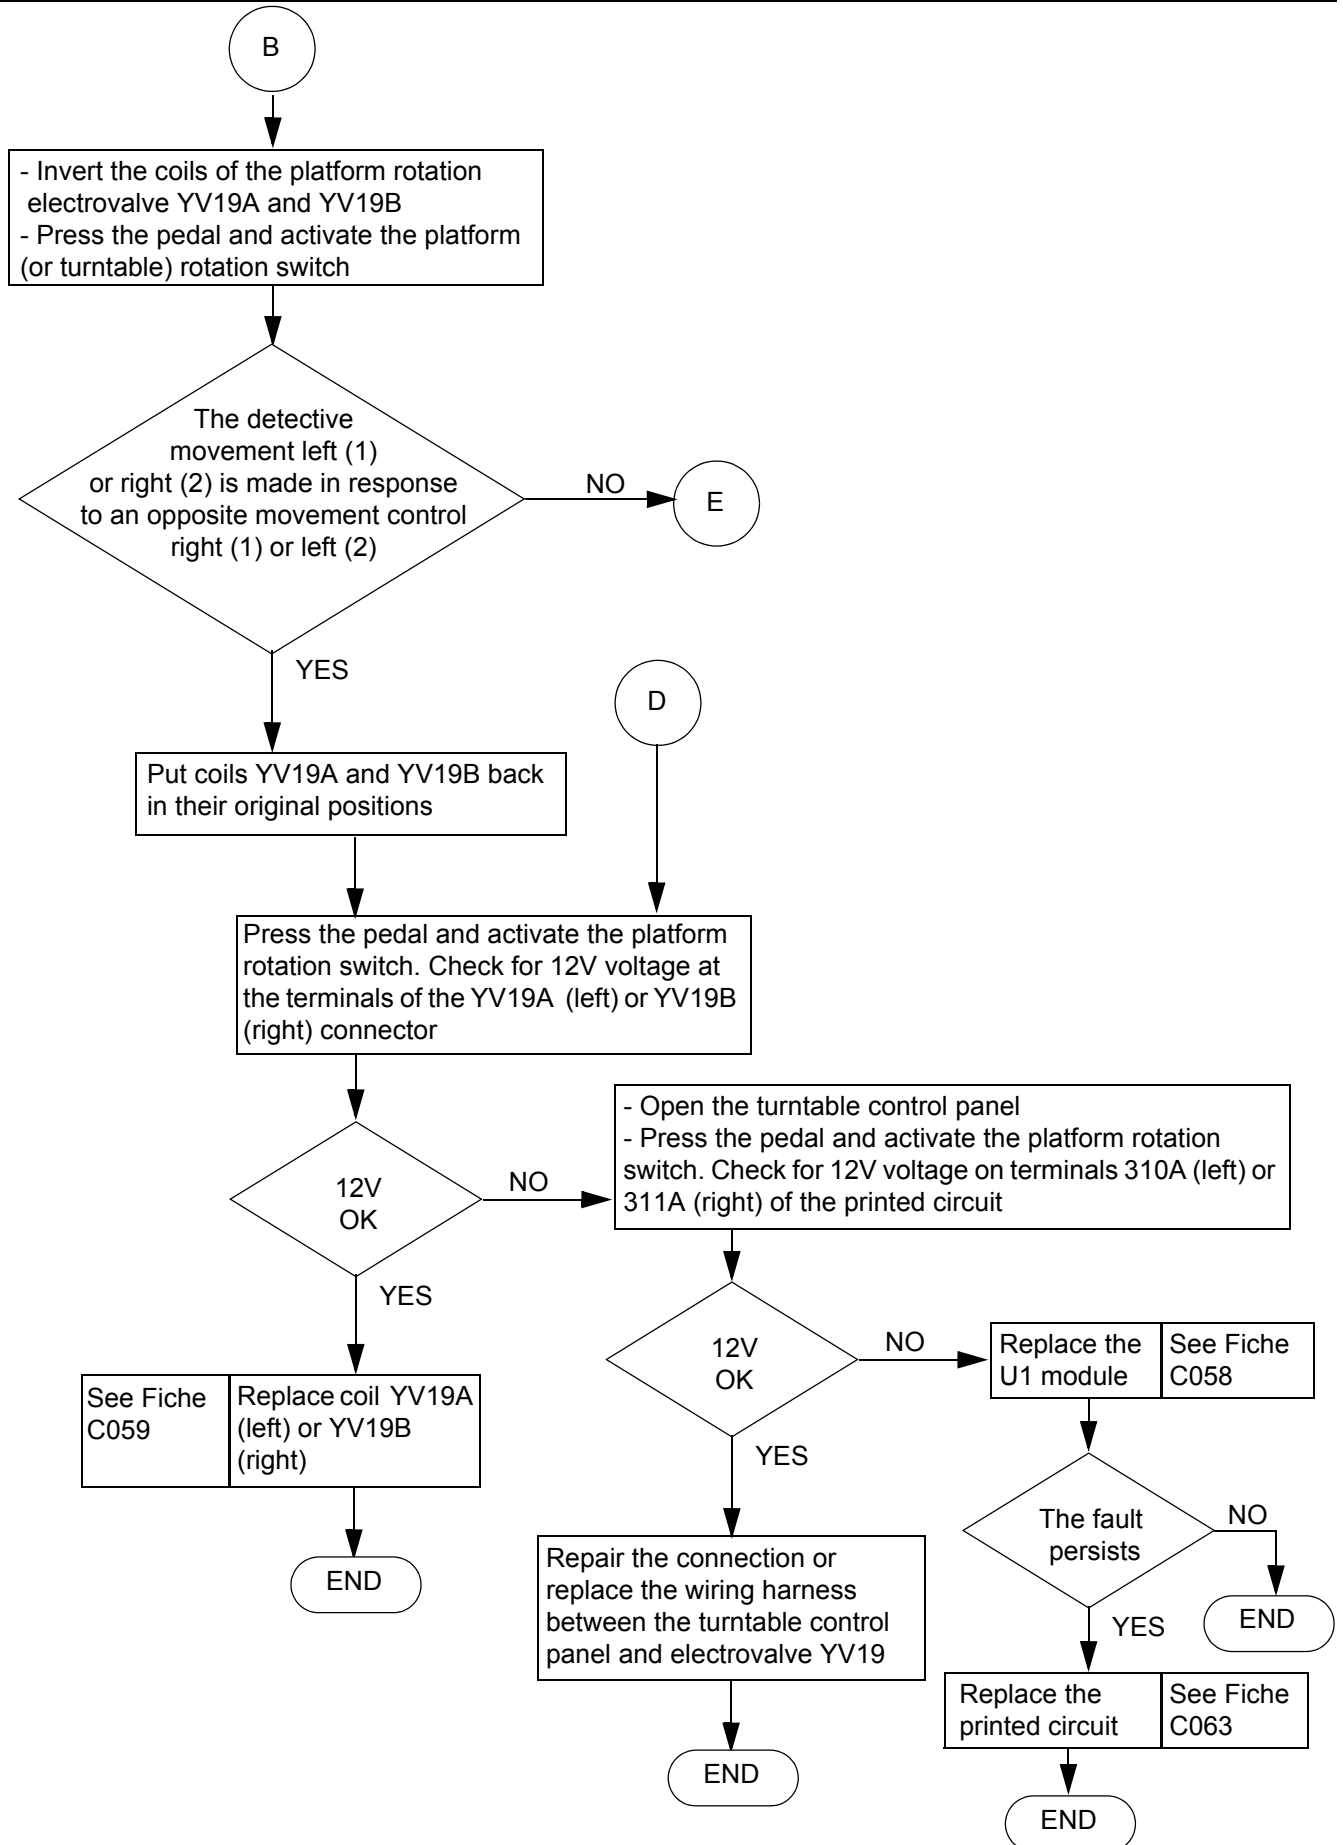 B
- Invert the coils of the platform rotation
electrovalve YV19A and YV19B
- Press the pedal and activate the platform
(or turntable) rotation switch
The detective
movement left (1)
or right (2) is made in response
to an opposite movement control
right (1) or left (2)
NO
E
YES
D
Put coils YV19A and YV19B back
in their original positions
Press the pedal and activate the platform
rotation switch. Check for 12V voltage at
the terminals of the YV19A (left) or YV19B
(right) connector
- Open the turntable control panel
- Press the pedal and activate the platform rotation
switch. Check for 12V voltage on terminals 310A (left) or
311A (right) of the printed circuit
12V
OK
NO
YES
12V
OK
NO
Replace the
U1 module
See Fiche
C058
See Fiche
C059
Replace coil YV19A
(left) or YV19B
(right)
YES
The fault
persists
NO
END
Repair the connection or
replace the wiring harness
between the turntable control
panel and electrovalve YV19
END
YES
Replace the
printed circuit
See Fiche
C063
END
END